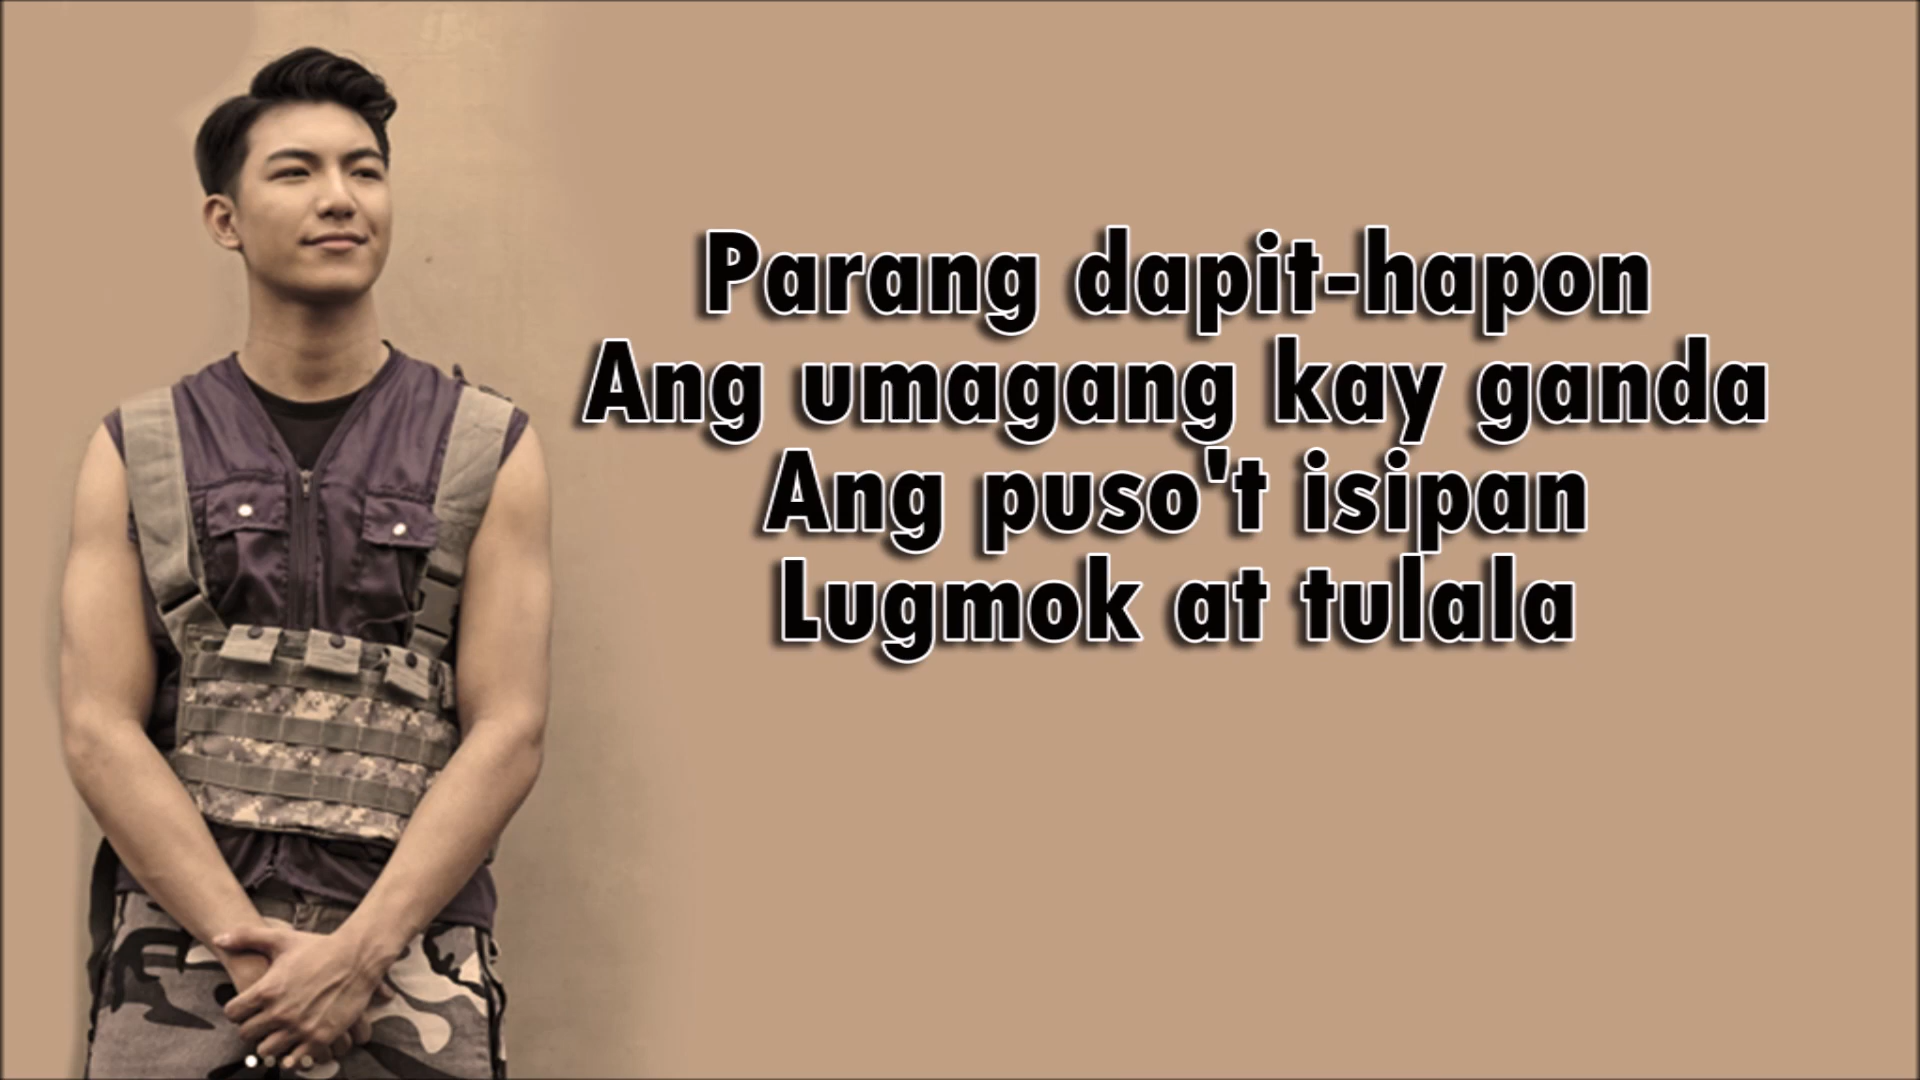 Parang dapit-hapon
Ang umagang kay ganda
Ang puso't isipan
Lugmok at tulala